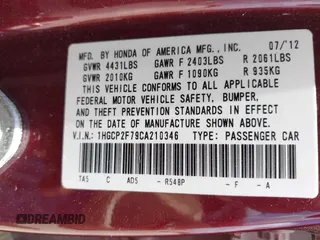 MFD. BY HONDA OF AMERICA MFG., INC. 07/12
GVWR 4431LBS GAWR F 2403LBS R 2061LBS
GVWR 2010KG GAWR F 1090KG R 935KG
THIS VEHICLE CONFORMS TO ALL APPLICABLE
FEDERAL MOTOR VEHICLE SAFETY, BUMPER,
AND THEFT PREVENTION STANDARDS IN EFFECT
ON THE DATE OF MANUFACTURE SHOWN ABOVE.
V.I.N.: 1HGCP2F79CA210346 TYPE: PASSENGER CAR
TA5 C AD5 - R548P - F - A
DREAMBID